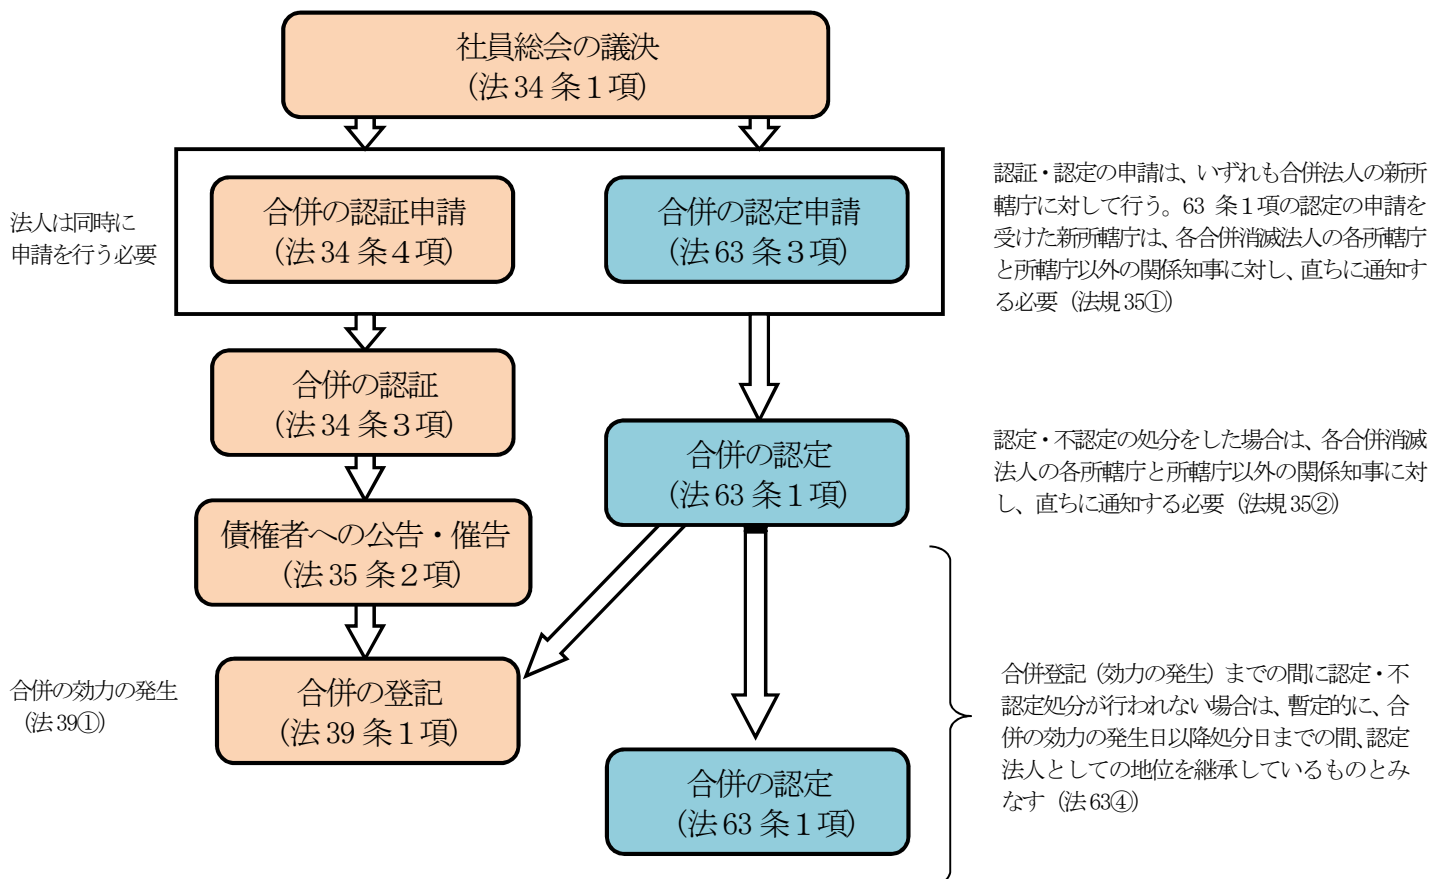 社員総会の議決
(法34条1項)
法人は同時に
申請を行う必要
合併の認証申請
(法34条4項)
合併の認定申請
(法63条3項)
認証・認定の申請は、いずれも合併法人の新所
轄庁に対して行う。63 条1項の認定の申請を
受けた新所轄庁は、各合併消滅法人の各所轄庁
と所轄庁以外の関係知事に対し、直ちに通知す
る必要(法規35①)
合併の認証
(法34条3項)
合併の認定
(法63条1項)
認定・不認定の処分をした場合は、各合併消滅
法人の各所轄庁と所轄庁以外の関係知事に対
し、直ちに通知する必要(法規35②)
債権者への公告・催告
(法35条2項)
合併の効力の発生
(法39①)
合併の登記
(法39条1項)
合併登記(効力の発生)までの間に認定・不
認定処分が行われない場合は、暫定的に、合
併の効力の発生日以降処分日までの間、認定
法人としての地位を継承しているものとみ
なす(法63④)
合併の認定
(法63条1項)